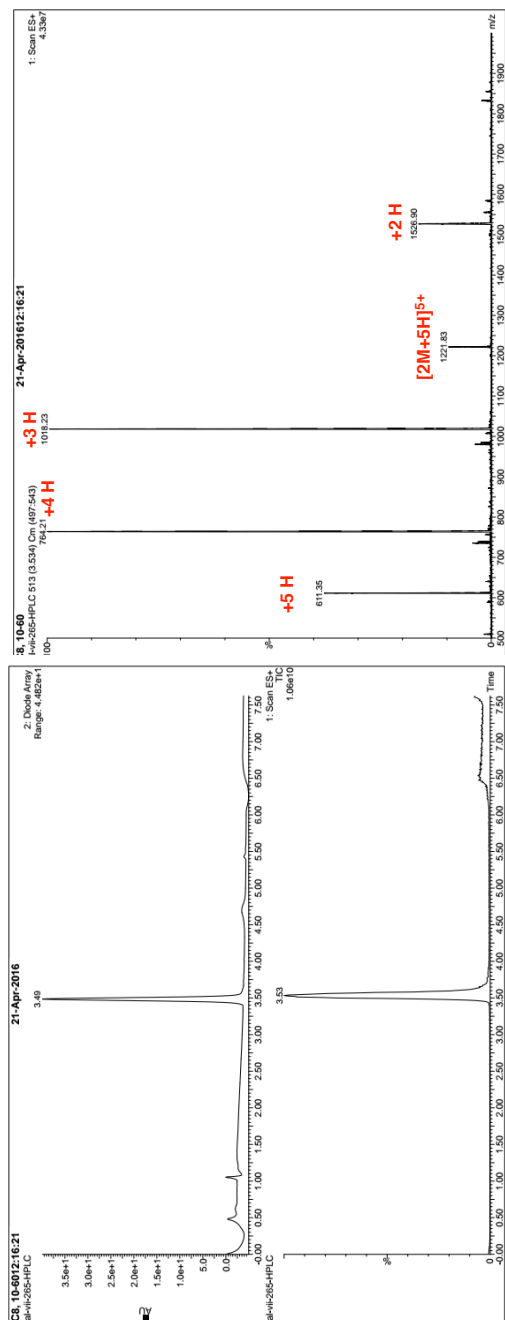 C8, 10-6012:16:21
21-Apr-2016
al-vii-265-HPLC
2: Diode Array
Range: 4.482e+1
3.49
AU
3.5e+1
3.0e+1
2.5e+1
2.0e+1
1.5e+1
1.0e+1
5.0
0.0
-0.00 0.50 1.00 1.50 2.00 2.50 3.00 3.50 4.00 4.50 5.00 5.50 6.00 6.50 7.00 7.50
al-vii-265-HPLC
1: Scan ES+
TIC
1.06e10
3.53
%
0
-0.00 0.50 1.00 1.50 2.00 2.50 3.00 3.50 4.00 4.50 5.00 5.50 6.00 6.50 7.00 7.50
Time
:8, 10-60
21-Apr-201612:16:21
l-vii-265-HPLC 513 (3.534) Cm (497:543)
1: Scan ES+
4.33e7
100
%
0
+5 H
611.35
+4 H
764.21
+3 H
1018.23
[2M+5H]5+
1221.83
+2 H
1526.90
500 600 700 800 900 1000 1100 1200 1300 1400 1500 1600 1700 1800 1900
m/z